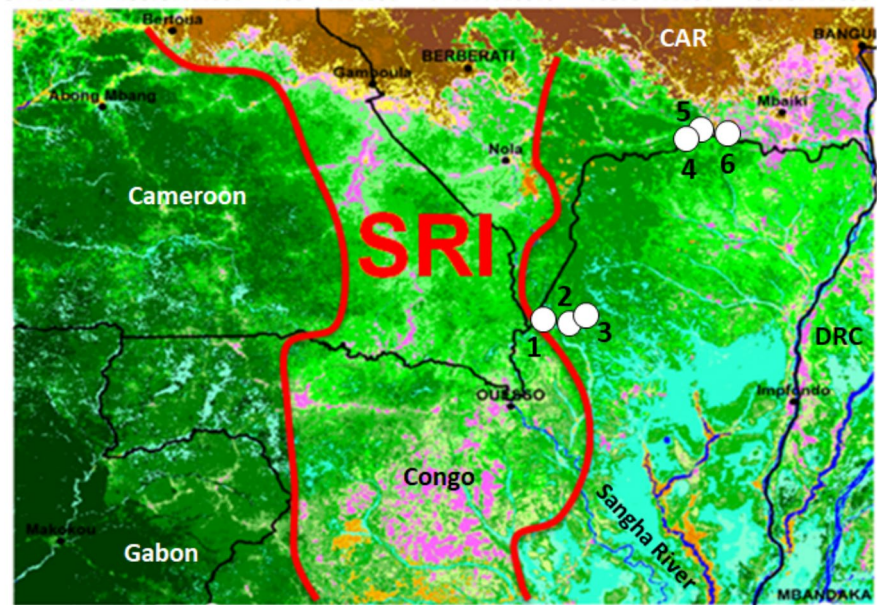 Bertoua
CAR
BANGUI
BERBERATI
Gamboula
Abong Mbang
Mbaiki
5
Nola
4
6
Cameroon
SRI
2
1
3
DRC
Impfondo
OUESSO
Congo
Sangha River
Makokou
Gabon
MBANDAKA